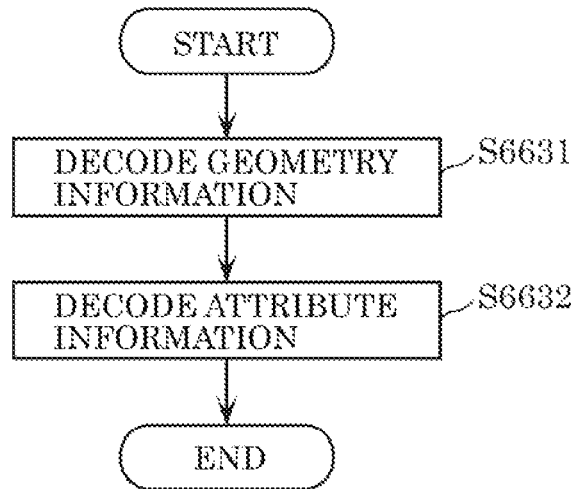 START
DECODE GEOMETRY
INFORMATION
S6631
DECODE ATTRIBUTE
INFORMATION
S6632
END